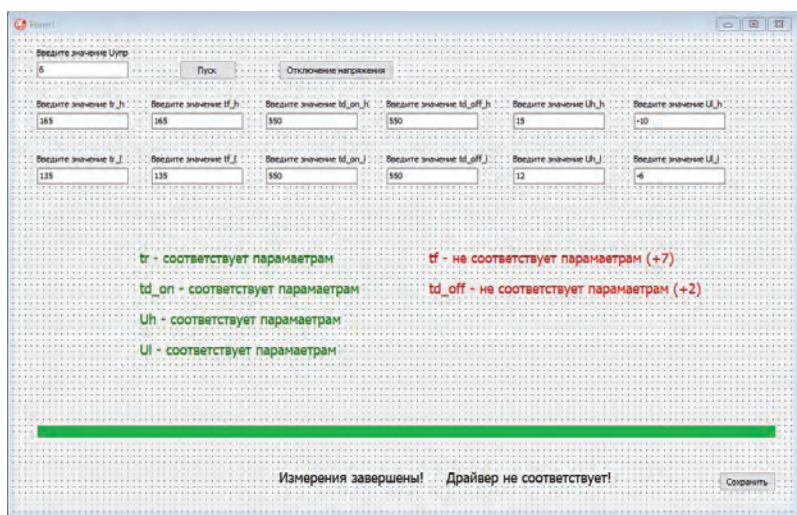 Form1
Введите значение Uупр
6
Пуск
Отключение напряжения
Введите значение tr_h
Введите значение tf_h
Введите значение td_on_h
Введите значение td_off_h
Введите значение Uh_h
Введите значение Ul_h
165
165
550
550
15
-10
Введите значение tr_l
Введите значение tf_l
Введите значение td_on_l
Введите значение td_off_l
Введите значение Uh_l
Введите значение Ul_l
135
135
550
550
12
-6
tr - соответствует парамаетрам
tf - не соответствует парамаетрам (+7)
td_on - соответствует парамаетрам
td_off - не соответствует парамаетрам (+2)
Uh - соответствует парамаетрам
Ul - соответствует парамаетрам
Измерения завершены!
Драйвер не соответствует!
Сохранить